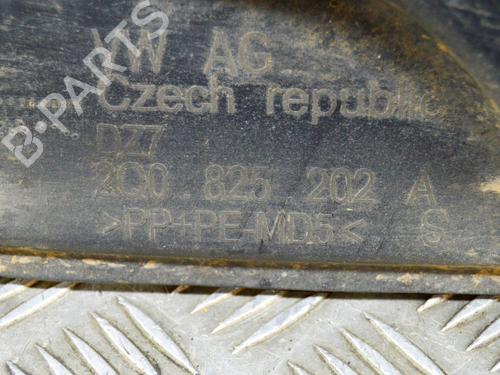 VW AG
Czech republic
DZ7
2Q0.825.202 A
>PP+PE-MD5< S
B-PARTS